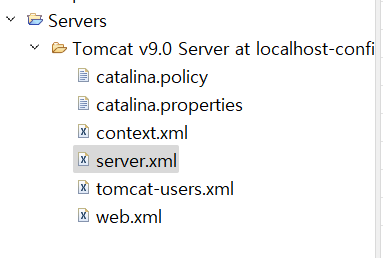 Servers
Tomcat v9.0 Server at localhost-confi
catalina.policy
catalina.properties
context.xml
server.xml
tomcat-users.xml
web.xml